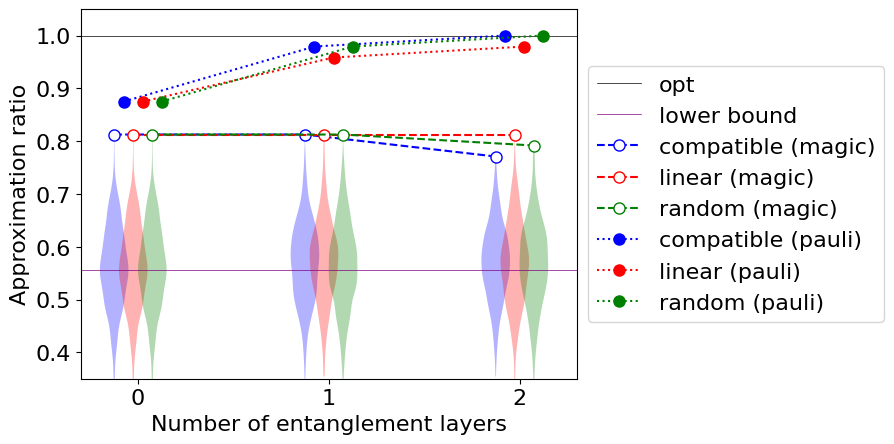 Approximation ratio
1.0
0.9
0.8
0.7
0.6
0.5
0.4
0
1
2
Number of entanglement layers
opt
lower bound
compatible (magic)
linear (magic)
random (magic)
compatible (pauli)
linear (pauli)
random (pauli)